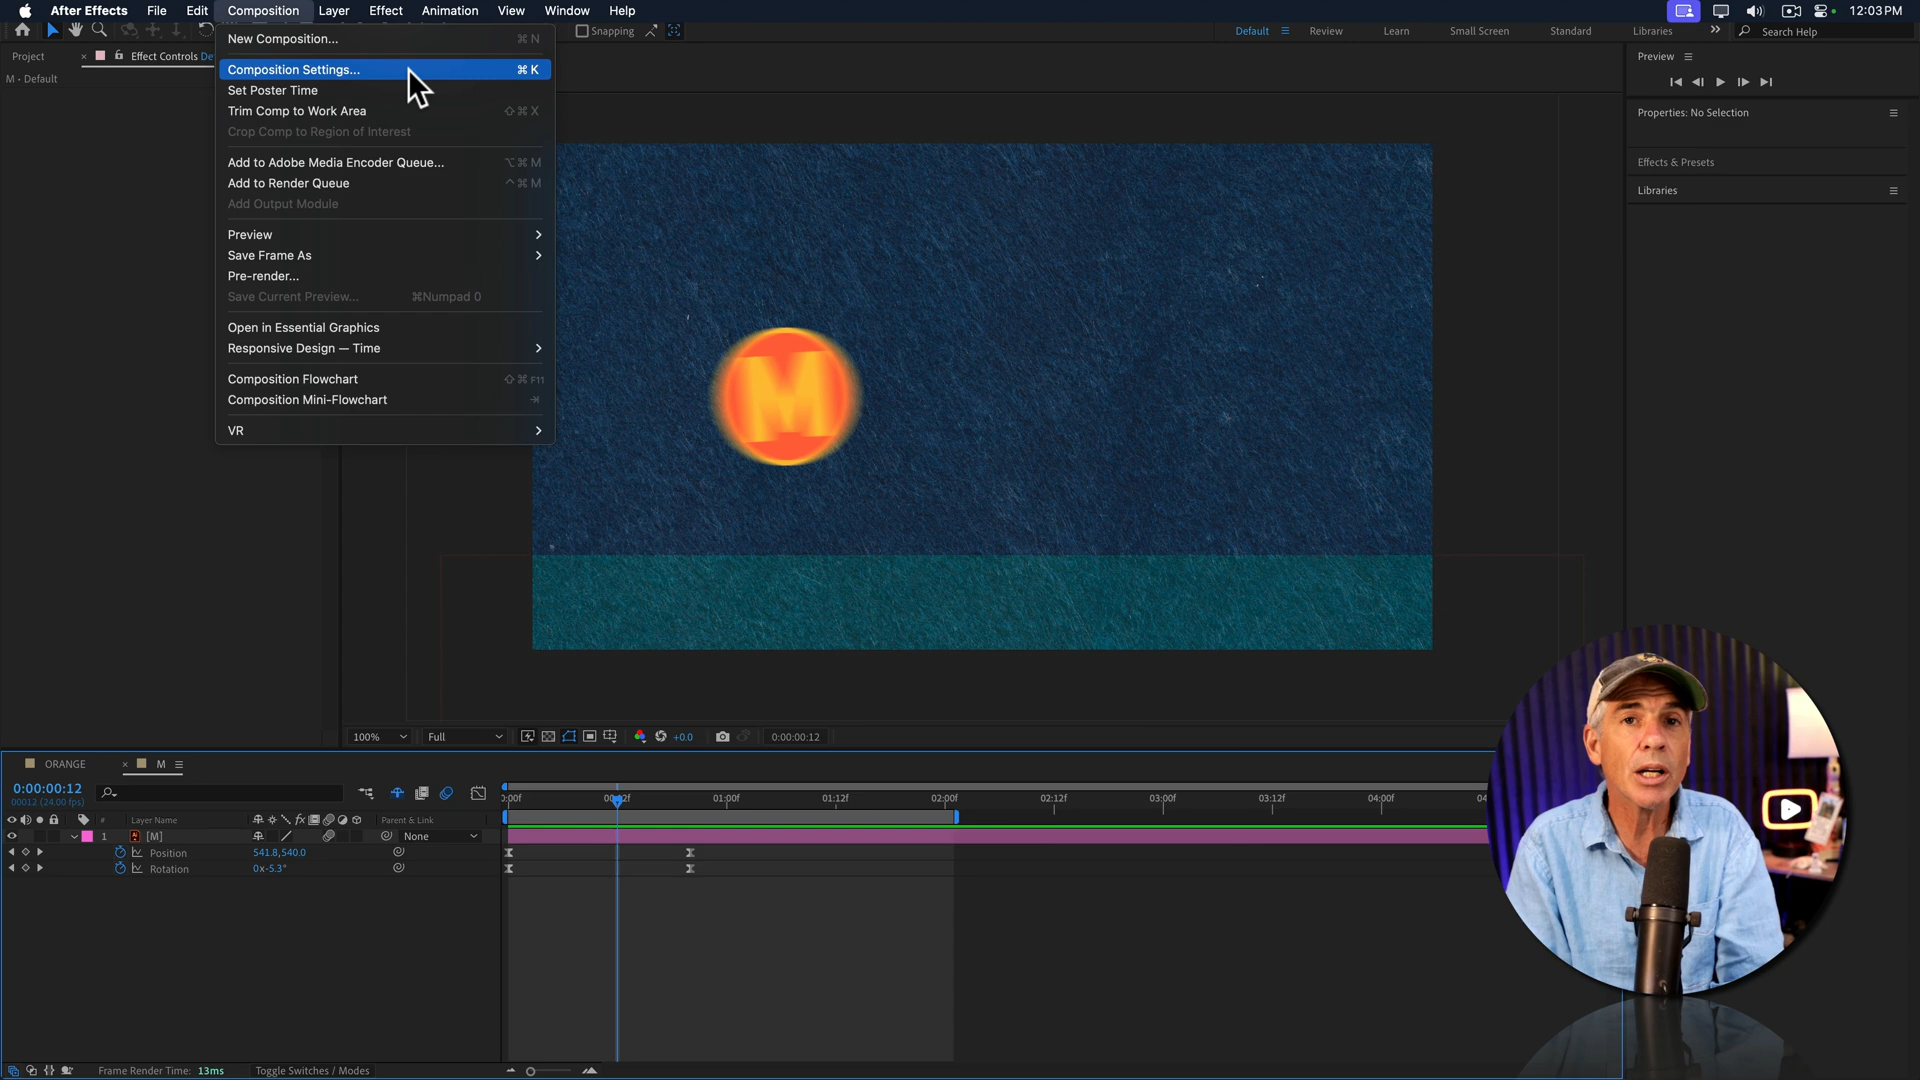 After Effects File Edit Composition Layer Effect Animation View Window Help 12:03 PM
Snapping Default Review Learn Small Screen Standard Libraries Search Help
Project Effect Controls De
M • Default
New Composition... ⌘ N
Composition Settings... ⌘ K
Set Poster Time
Trim Comp to Work Area ⇧ ⌘ X
Crop Comp to Region of Interest
Add to Adobe Media Encoder Queue... ⌥ ⌘ M
Add to Render Queue ^ ⌘ M
Add Output Module
Preview
Save Frame As
Pre-render...
Save Current Preview... ⌘Numpad 0
Open in Essential Graphics
Responsive Design — Time
Composition Flowchart ⇧ ⌘ F11
Composition Mini-Flowchart
VR
Preview
Properties: No Selection
Effects & Presets
Libraries
M
100% Full +0.0 0:00:00:12
ORANGE M
0:00:00:12
00012 (24.00 fps)
# Layer Name fx Parent & Link
1 Ai [M] None
Position 541.8,540.0
Rotation 0x-5.3°
0:00f 00:12f 01:00f 01:12f 02:00f 02:12f 03:00f 03:12f 04:00f 04
Frame Render Time: 13ms Toggle Switches / Modes